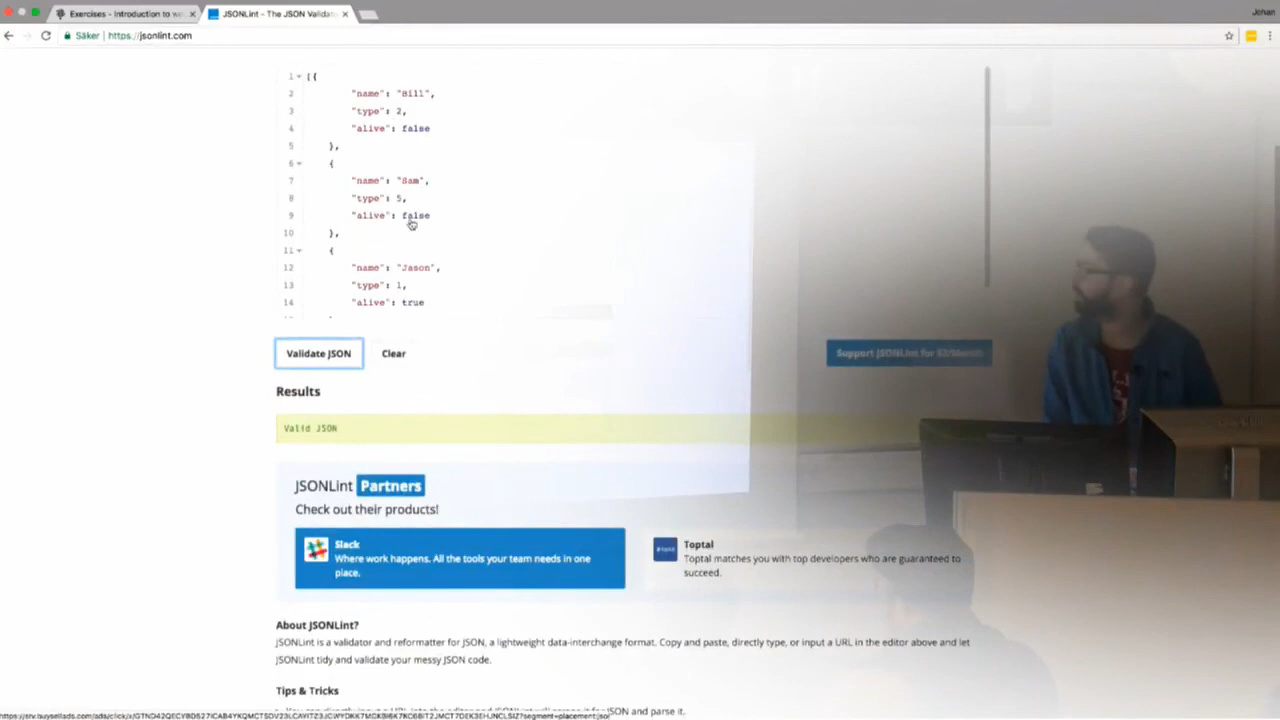 Exercises - Introduction to
JSONLint - The JSON Valida
Johan
Säker | https://jsonlint.com
1 [{
2 "name": "Bill",
3 "type": 2,
4 "alive": false
5 },
6 {
7 "name": "Sam",
8 "type": 5,
9 "alive": false
10 },
11 {
12 "name": "Jason",
13 "type": 1,
14 "alive": true
Validate JSON
Clear
Support JSONLint for $2/Month
Results
Valid JSON
JSONLint Partners
Check out their products!
Slack
Where work happens. All the tools your team needs in one
place.
Toptal
Toptal matches you with top developers who are guaranteed to
succeed.
About JSONLint?
JSONLint is a validator and reformatter for JSON, a lightweight data-interchange format. Copy and paste, directly type, or input a URL in the editor above and let
JSONLint tidy and validate your messy JSON code.
Tips & Tricks
JSON and parse it.